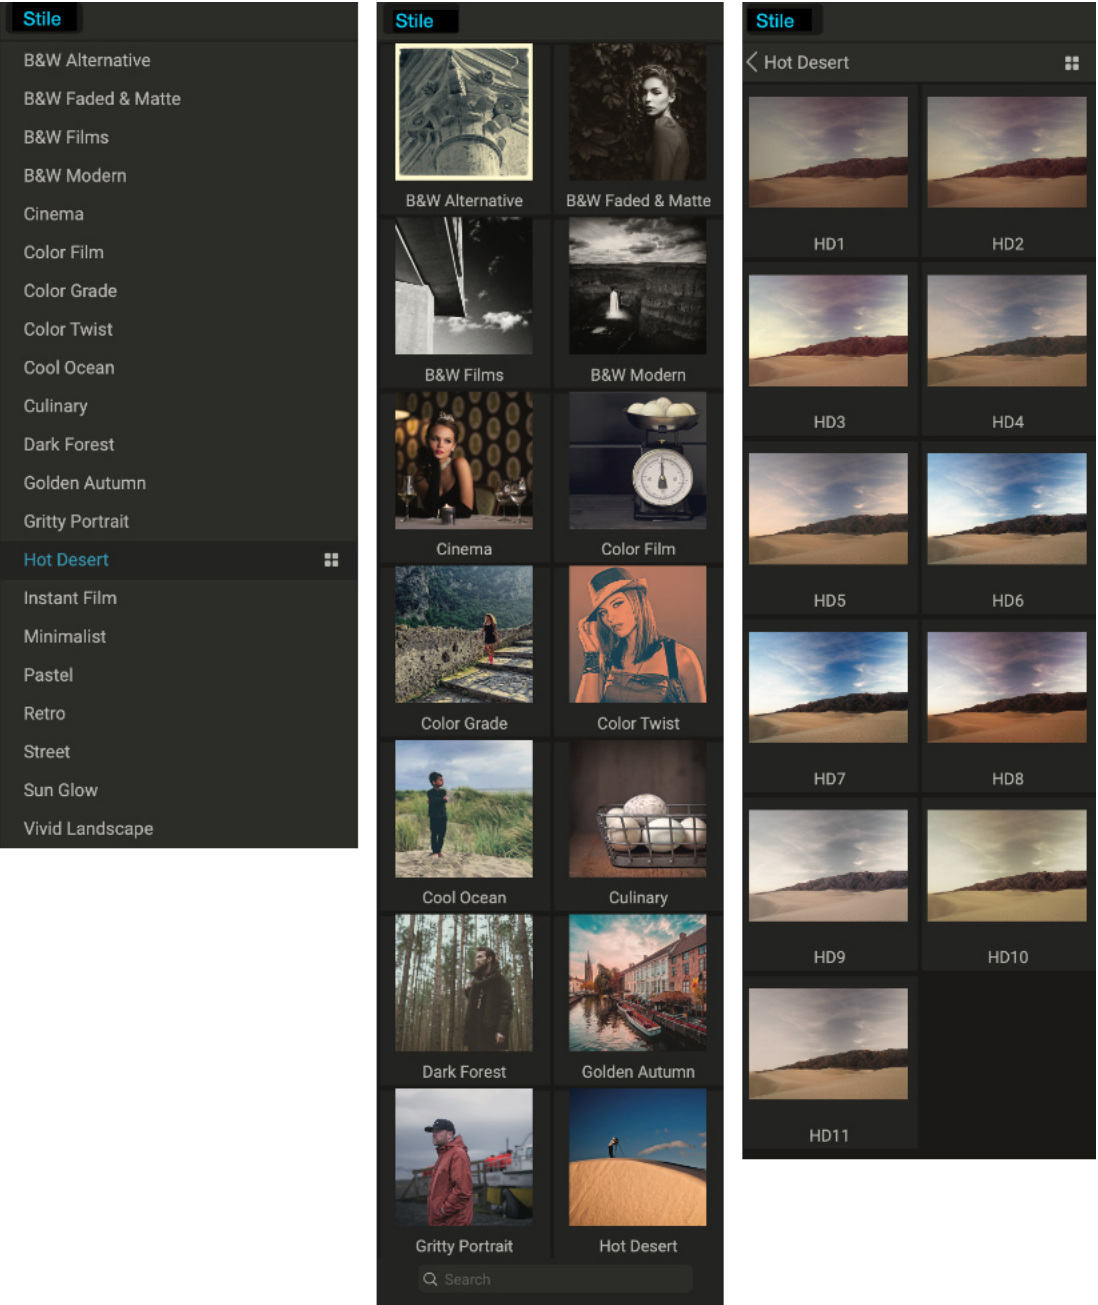 Stile
B&W Alternative
B&W Faded & Matte
B&W Films
B&W Modern
Cinema
Color Film
Color Grade
Color Twist
Cool Ocean
Culinary
Dark Forest
Golden Autumn
Gritty Portrait
Hot Desert
Instant Film
Minimalist
Pastel
Retro
Street
Sun Glow
Vivid Landscape
Stile
B&W Alternative
B&W Faded & Matte
B&W Films
B&W Modern
Cinema
Color Film
Color Grade
Color Twist
Cool Ocean
Culinary
Dark Forest
Golden Autumn
Gritty Portrait
Hot Desert
Search
Stile
Hot Desert
HD1
HD2
HD3
HD4
HD5
HD6
HD7
HD8
HD9
HD10
HD11